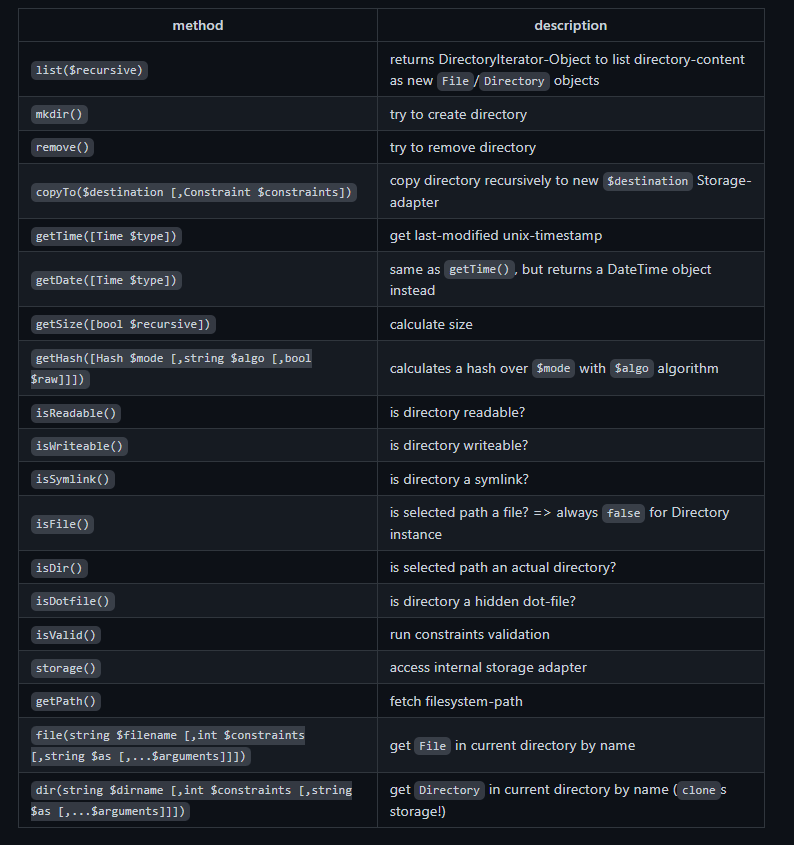 method description
list($recursive)
returns DirectoryIterator-Object to list directory-content
as new File/Directory objects
mkdir() try to create directory
remove() try to remove directory
copyTo($destination [,Constraint $constraints])
copy directory recursively to new $destination Storage-
adapter
getTime([Time $type]) get last-modified unix-timestamp
getDate([Time $type])
same as getTime(), but returns a DateTime object
instead
getSize([bool $recursive]) calculate size
getHash([Hash $mode [,string $algo [,bool
$raw]]])
calculates a hash over $mode with $algo algorithm
isReadable() is directory readable?
isWriteable() is directory writeable?
isSymlink() is directory a symlink?
isFile()
is selected path a file? => always false for Directory
instance
isDir() is selected path an actual directory?
isDotfile() is directory a hidden dot-file?
isValid() run constraints validation
storage() access internal storage adapter
getPath() fetch filesystem-path
file(string $filename [,int $constraints
[,string $as [,...$arguments]]])
get File in current directory by name
dir(string $dirname [,int $constraints [,string
$as [,...$arguments]]])
get Directory in current directory by name (clones
storage!)